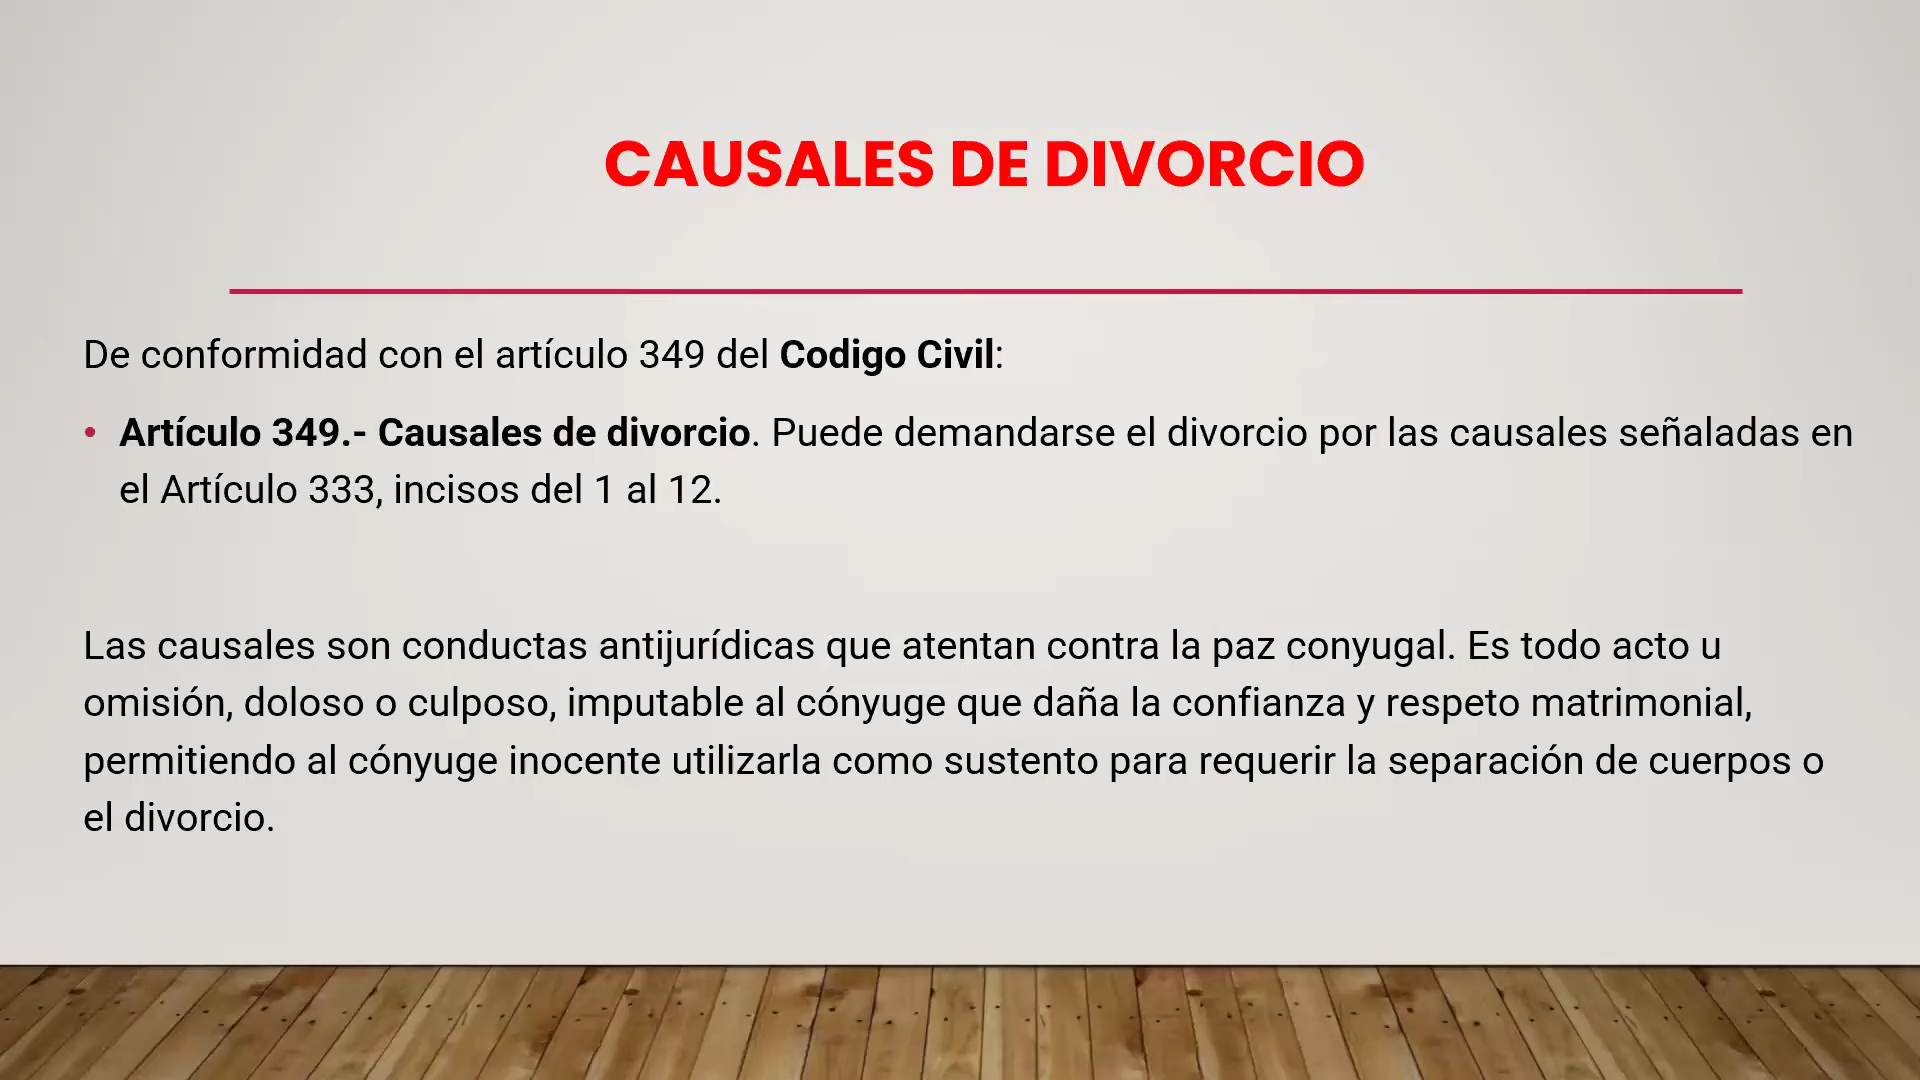 CAUSALES DE DIVORCIO
De conformidad con el artículo 349 del Codigo Civil:
• Artículo 349.- Causales de divorcio. Puede demandarse el divorcio por las causales señaladas en
el Artículo 333, incisos del 1 al 12.
Las causales son conductas antijurídicas que atentan contra la paz conyugal. Es todo acto u
omisión, doloso o culposo, imputable al cónyuge que daña la confianza y respeto matrimonial,
permitiendo al cónyuge inocente utilizarla como sustento para requerir la separación de cuerpos o
el divorcio.